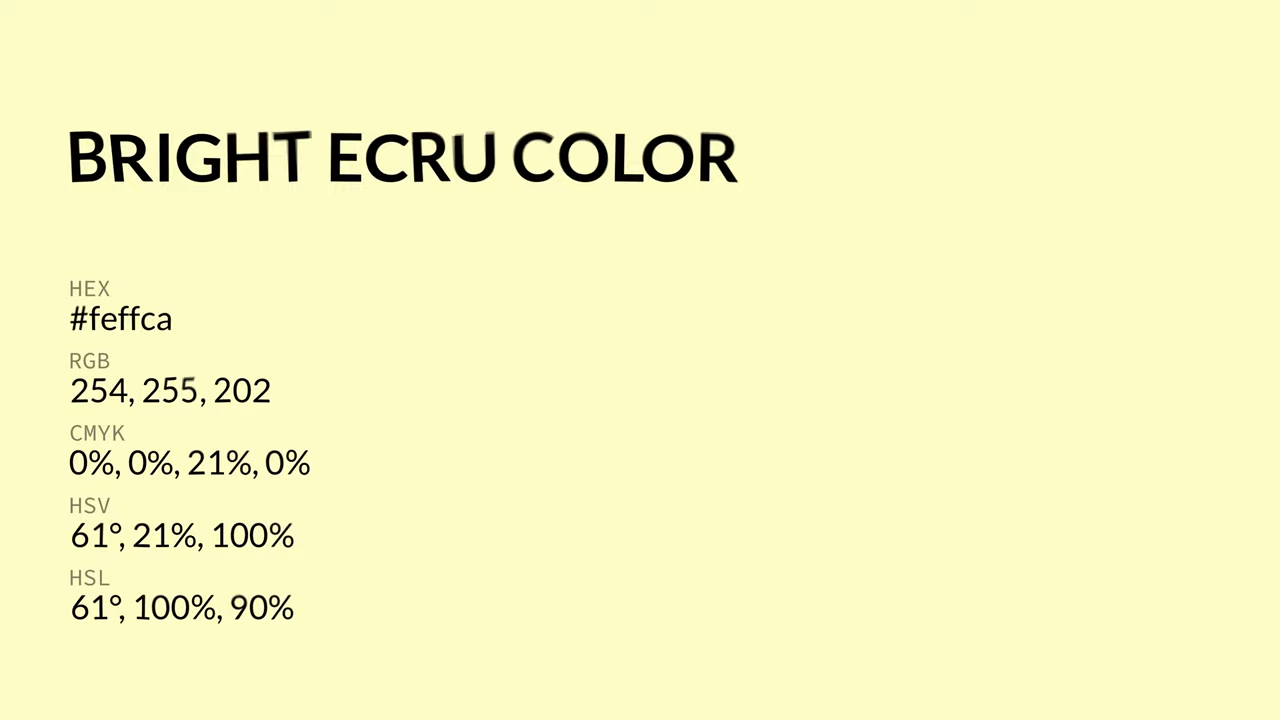 BRIGHT ECRU COLOR
HEX
#feffca
RGB
254, 255, 202
CMYK
0%, 0%, 21%, 0%
HSV
61°, 21%, 100%
HSL
61°, 100%, 90%